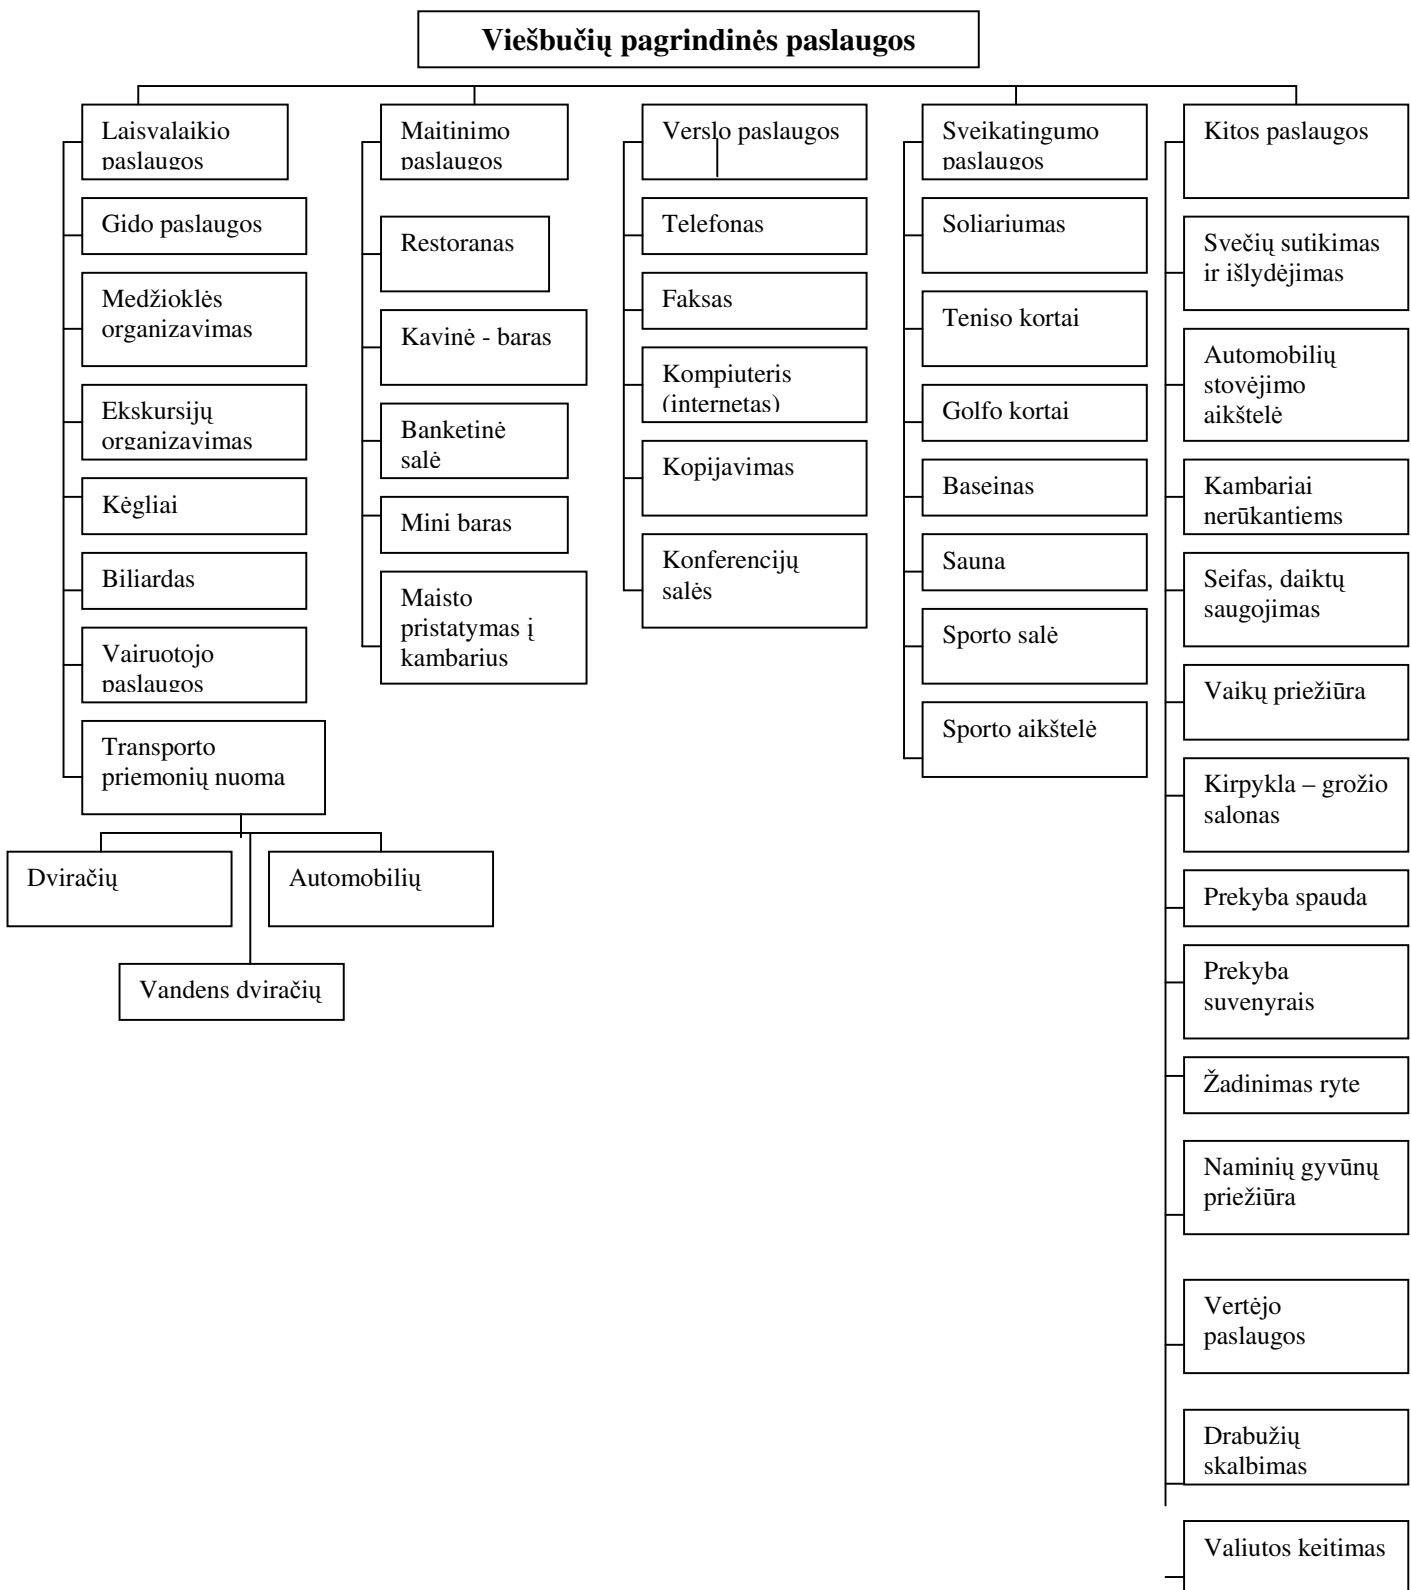 Viešbučių pagrindinės paslaugos
Laisvalaikio
paslaugos
Gido paslaugos
Medžioklės
organizavimas
Ekskursijų
organizavimas
Kėgliai
Biliardas
Vairuotojo
paslaugos
Transporto
priemonių nuoma
Dviračių
Automobilių
Vandens dviračių
Maitinimo
paslaugos
Restoranas
Kavinė - baras
Banketinė
salė
Mini baras
Maisto
pristatymas į
kambarius
Verslo paslaugos
Telefonas
Faksas
Kompiuteris
(internetas)
Kopijavimas
Konferencijų
salės
Sveikatingumo
paslaugos
Soliariumas
Teniso kortai
Golfo kortai
Baseinas
Sauna
Sporto salė
Sporto aikštelė
Kitos paslaugos
Svečių sutikimas
ir išlydėjimas
Automobilių
stovėjimo
aikštelė
Kambariai
nerūkantiems
Seifas, daiktų
saugojimas
Vaikų priežiūra
Kirpykla – grožio
salonas
Prekyba spauda
Prekyba
suvenyrais
Žadinimas ryte
Naminių gyvūnų
priežiūra
Vertėjo
paslaugos
Drabužių
skalbimas
Valiutos keitimas